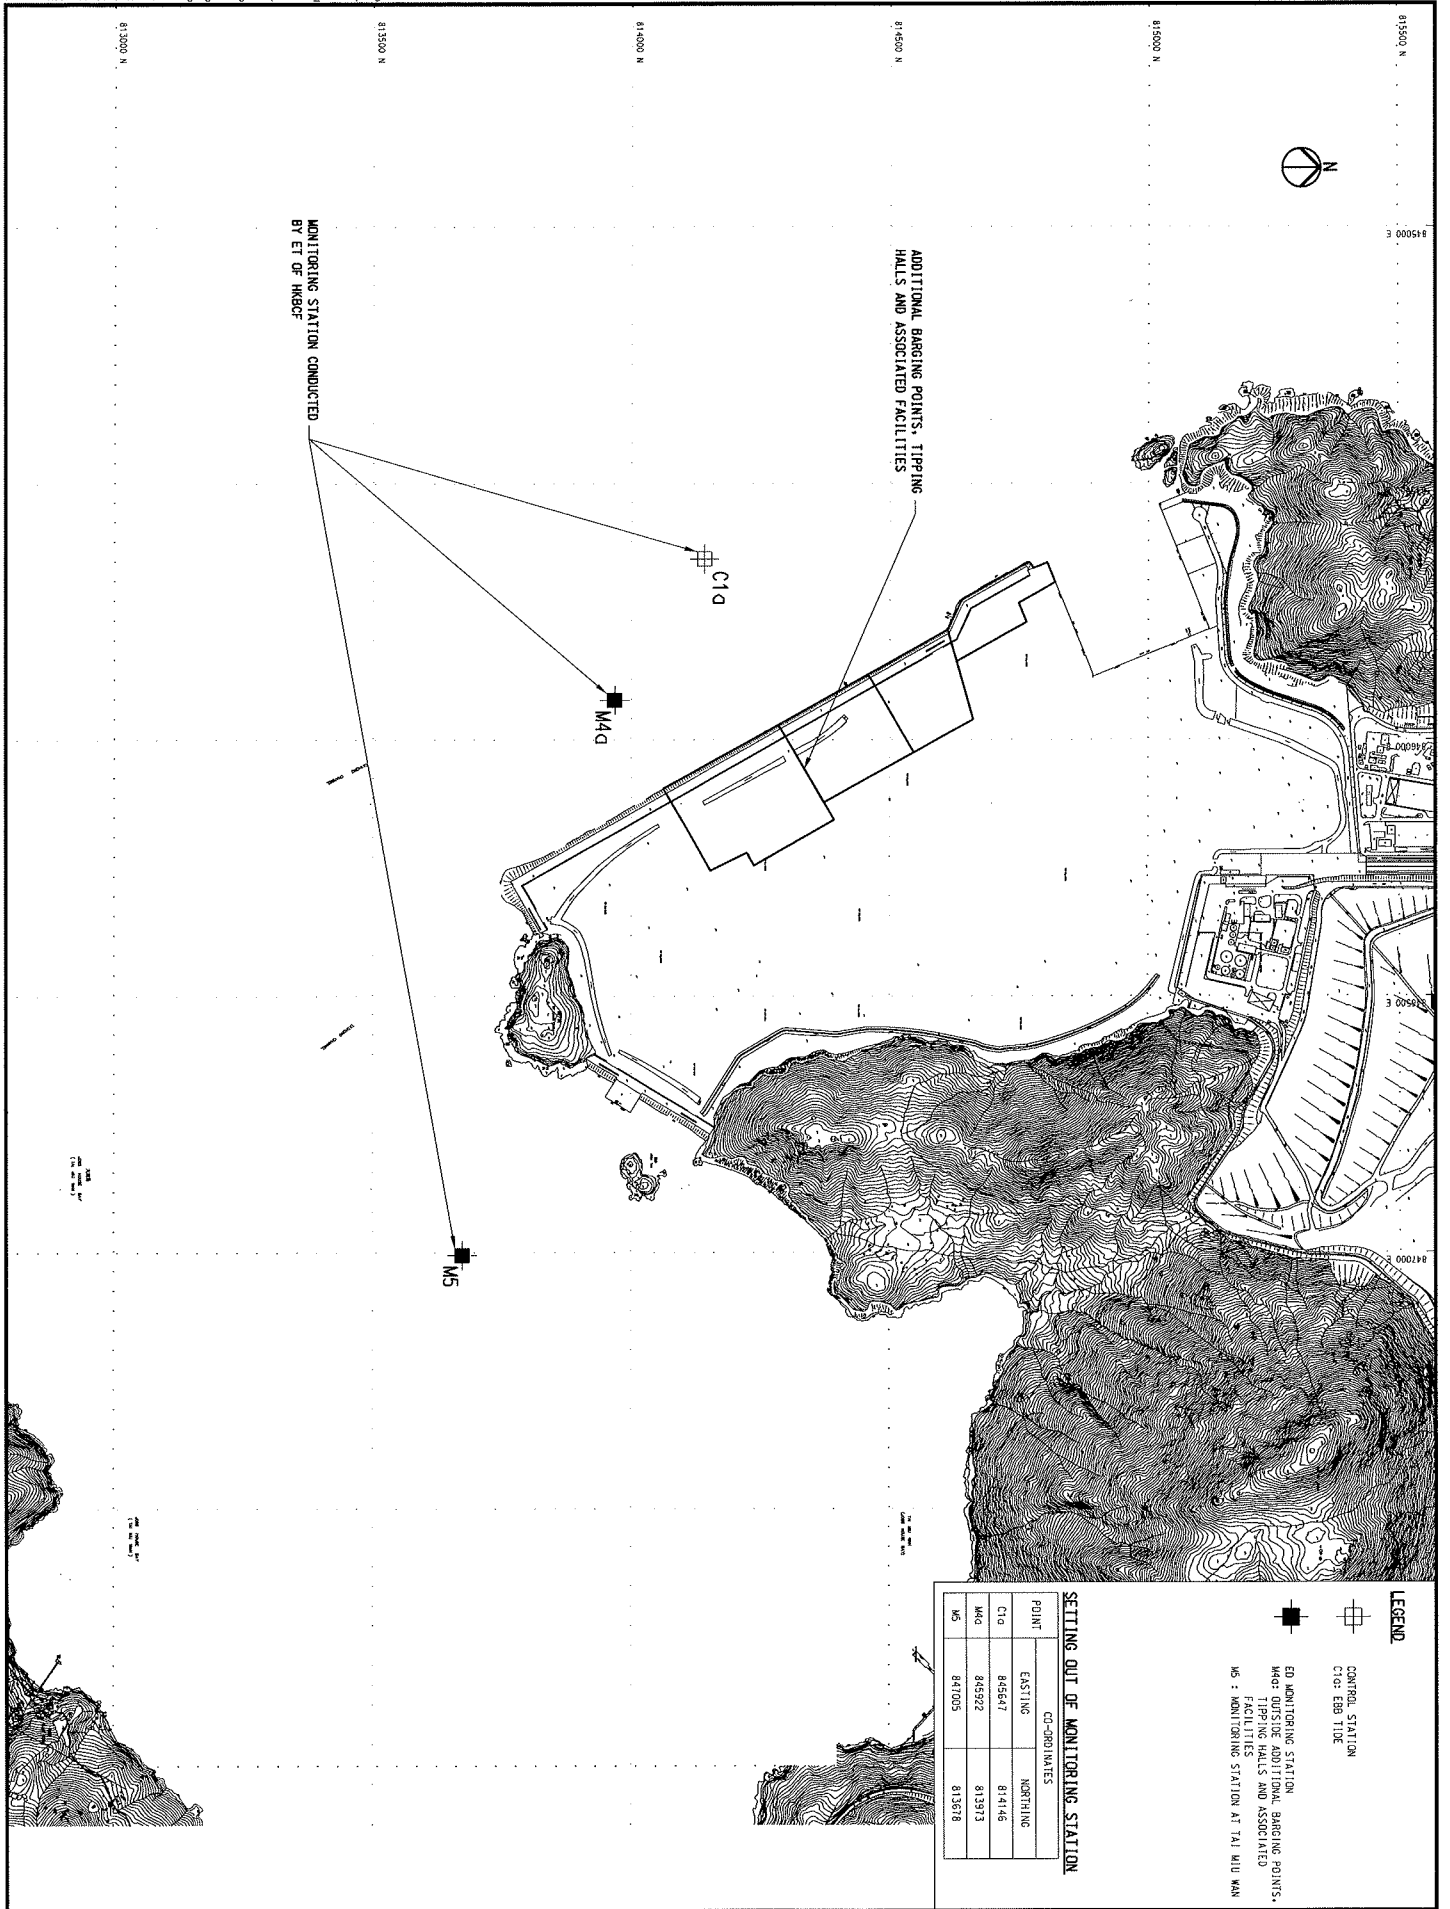 813000 N
813500 N
814000 N
814500 N
815000 N
815500 N
N
845000 E
846000 E
846500 E
847000 E
ADDITIONAL BARGING POINTS, TIPPING
HALLS AND ASSOCIATED FACILITIES
MONITORING STATION CONDUCTED
BY ET OF HKBCF
C1a
M4a
M5
LEGEND
CONTROL STATION
C1a: EBB TIDE
ED MONITORING STATION
M4a: OUTSIDE ADDITIONAL BARGING POINTS,
TIPPING HALLS AND ASSOCIATED
FACILITIES
M5 : MONITORING STATION AT TAI MIU WAN
SETTING OUT OF MONITORING STATION
POINT CO-ORDINATES
EASTING NORTHING
C1a 845647 814146
M4a 845922 813973
M5 847005 813678